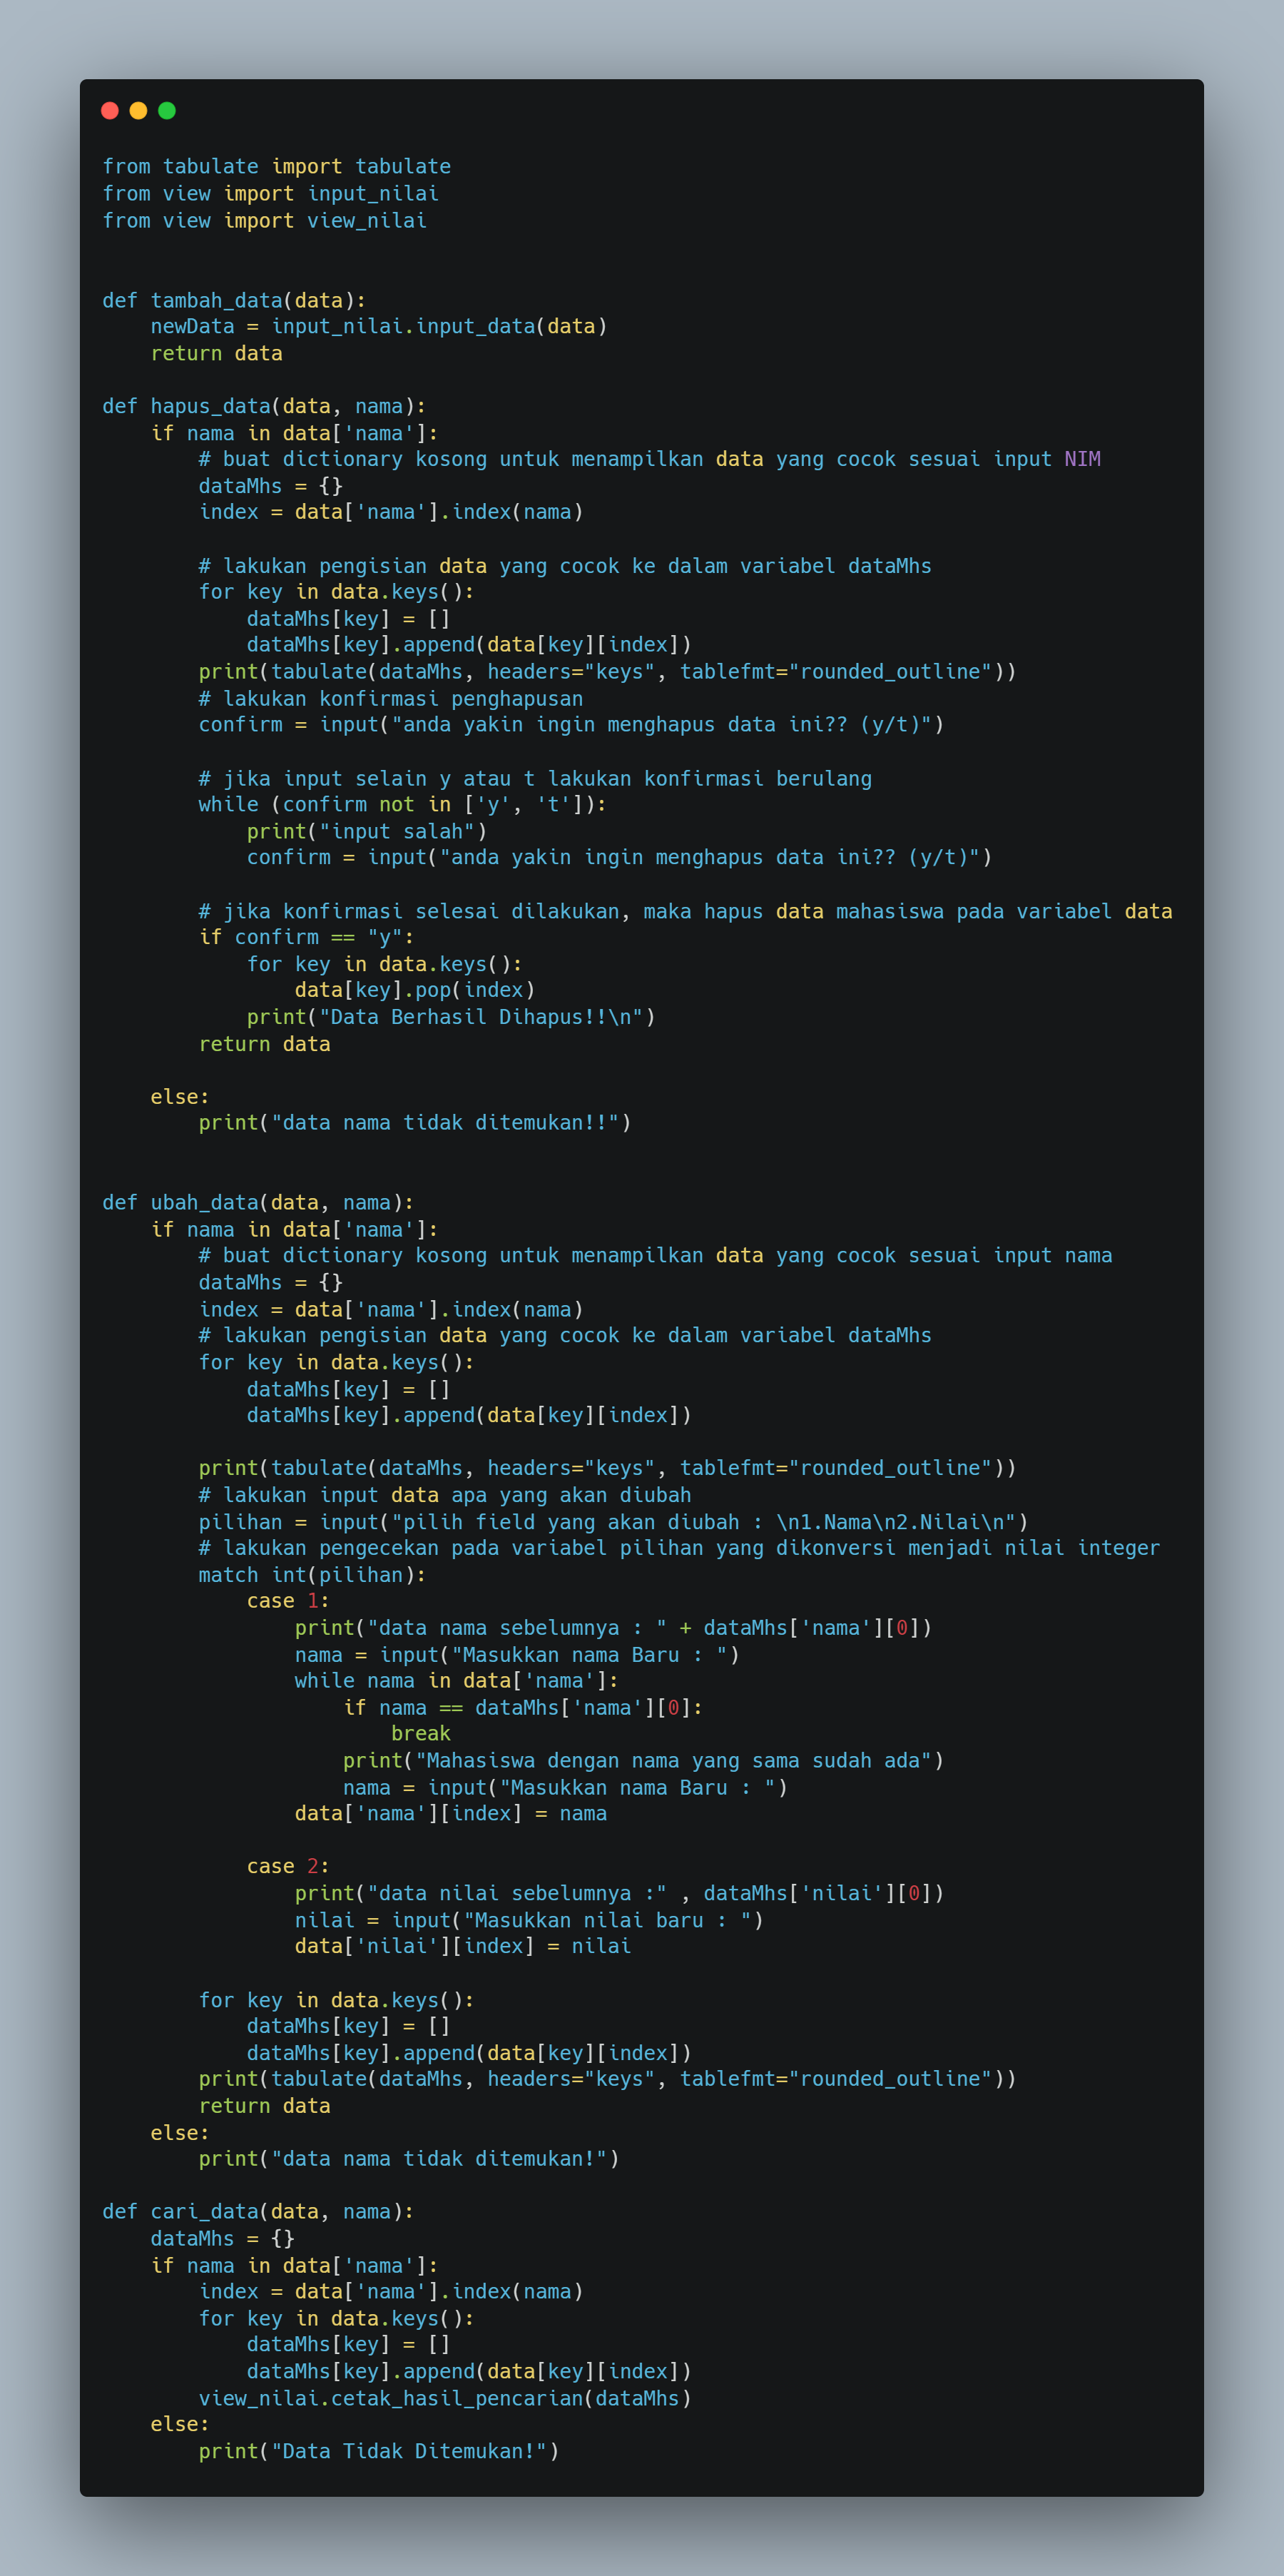 from tabulate import tabulate
from view import input_nilai
from view import view_nilai


def tambah_data(data):
    newData = input_nilai.input_data(data)
    return data

def hapus_data(data, nama):
    if nama in data['nama']:
        # buat dictionary kosong untuk menampilkan data yang cocok sesuai input NIM
        dataMhs = {}
        index = data['nama'].index(nama)

        # lakukan pengisian data yang cocok ke dalam variabel dataMhs
        for key in data.keys():
            dataMhs[key] = []
            dataMhs[key].append(data[key][index])
        print(tabulate(dataMhs, headers="keys", tablefmt="rounded_outline"))
        # lakukan konfirmasi penghapusan
        confirm = input("anda yakin ingin menghapus data ini?? (y/t)")

        # jika input selain y atau t lakukan konfirmasi berulang
        while (confirm not in ['y', 't']):
            print("input salah")
            confirm = input("anda yakin ingin menghapus data ini?? (y/t)")

        # jika konfirmasi selesai dilakukan, maka hapus data mahasiswa pada variabel data
        if confirm == "y":
            for key in data.keys():
                data[key].pop(index)
            print("Data Berhasil Dihapus!!\n")
        return data

    else:
        print("data nama tidak ditemukan!!")


def ubah_data(data, nama):
    if nama in data['nama']:
        # buat dictionary kosong untuk menampilkan data yang cocok sesuai input nama
        dataMhs = {}
        index = data['nama'].index(nama)
        # lakukan pengisian data yang cocok ke dalam variabel dataMhs
        for key in data.keys():
            dataMhs[key] = []
            dataMhs[key].append(data[key][index])

        print(tabulate(dataMhs, headers="keys", tablefmt="rounded_outline"))
        # lakukan input data apa yang akan diubah
        pilihan = input("pilih field yang akan diubah : \n1.Nama\n2.Nilai\n")
        # lakukan pengecekan pada variabel pilihan yang dikonversi menjadi nilai integer
        match int(pilihan):
            case 1:
                print("data nama sebelumnya : " + dataMhs['nama'][0])
                nama = input("Masukkan nama Baru : ")
                while nama in data['nama']:
                    if nama == dataMhs['nama'][0]:
                        break
                    print("Mahasiswa dengan nama yang sama sudah ada")
                    nama = input("Masukkan nama Baru : ")
                data['nama'][index] = nama

            case 2:
                print("data nilai sebelumnya :" , dataMhs['nilai'][0])
                nilai = input("Masukkan nilai baru : ")
                data['nilai'][index] = nilai

        for key in data.keys():
            dataMhs[key] = []
            dataMhs[key].append(data[key][index])
        print(tabulate(dataMhs, headers="keys", tablefmt="rounded_outline"))
        return data
    else:
        print("data nama tidak ditemukan!")

def cari_data(data, nama):
    dataMhs = {}
    if nama in data['nama']:
        index = data['nama'].index(nama)
        for key in data.keys():
            dataMhs[key] = []
            dataMhs[key].append(data[key][index])
        view_nilai.cetak_hasil_pencarian(dataMhs)
    else:
        print("Data Tidak Ditemukan!")